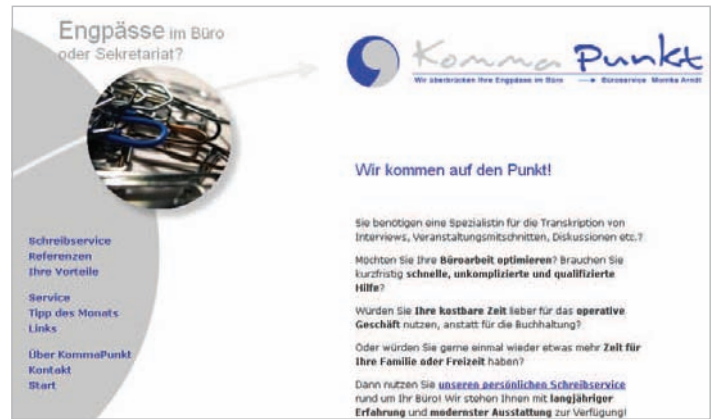 Engpässe im Büro
oder Sekretariat?
Komma Punkt
Wir überbrücken Ihre Engpässe im Büro Büroservice Monika Arndt
Wir kommen auf den Punkt!
Sie benötigen eine Spezialistin für die Transkription von
Interviews, Veranstaltungsmitschnitten, Diskussionen etc.?
Möchten Sie Ihre Büroarbeit optimieren? Brauchen Sie
kurzfristig schnelle, unkomplizierte und qualifizierte
Hilfe?
Würden Sie Ihre kostbare Zeit lieber für das operative
Geschäft nutzen, anstatt für die Buchhaltung?
Oder würden Sie gerne einmal wieder etwas mehr Zeit für
Ihre Familie oder Freizeit haben?
Dann nutzen Sie unseren persönlichen Schreibservice
rund um Ihr Büro! Wir stehen Ihnen mit langjähriger
Erfahrung und modernster Ausstattung zur Verfügung!
Schreibservice
Referenzen
Ihre Vorteile
Service
Tipp des Monats
Links
Über KommaPunkt
Kontakt
Start